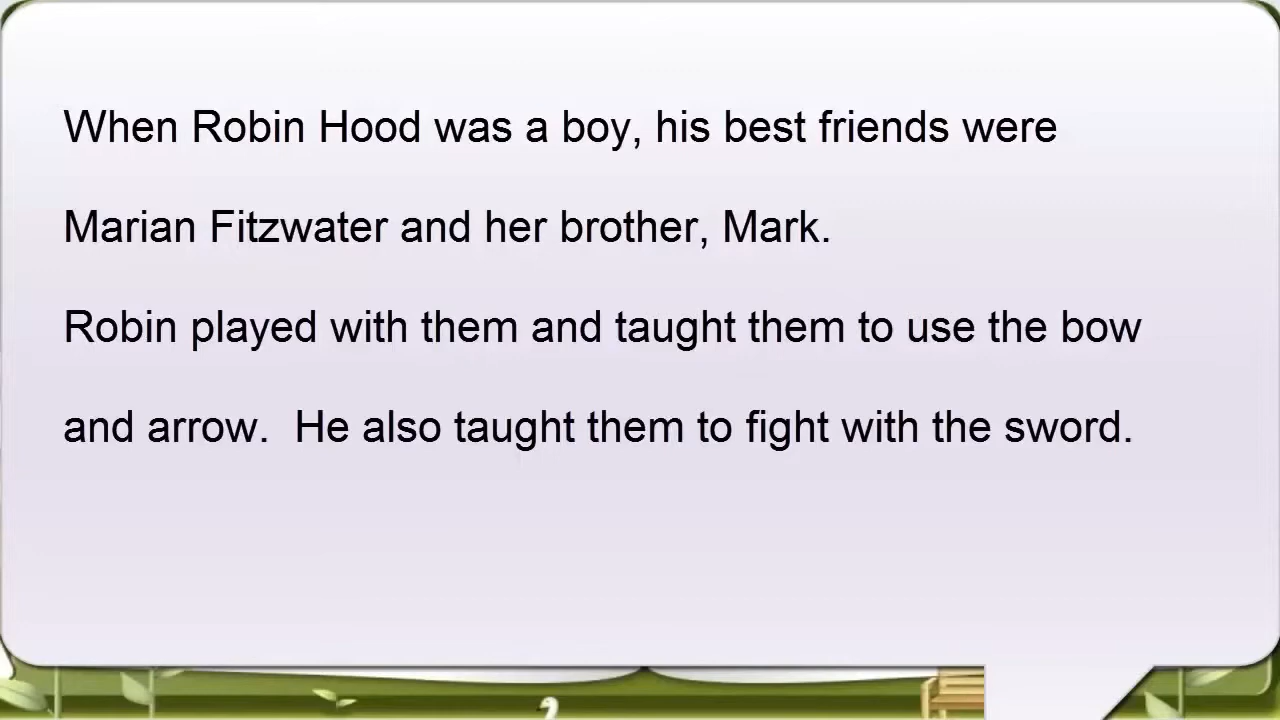 When Robin Hood was a boy, his best friends were
Marian Fitzwater and her brother, Mark.
Robin played with them and taught them to use the bow
and arrow.  He also taught them to fight with the sword.